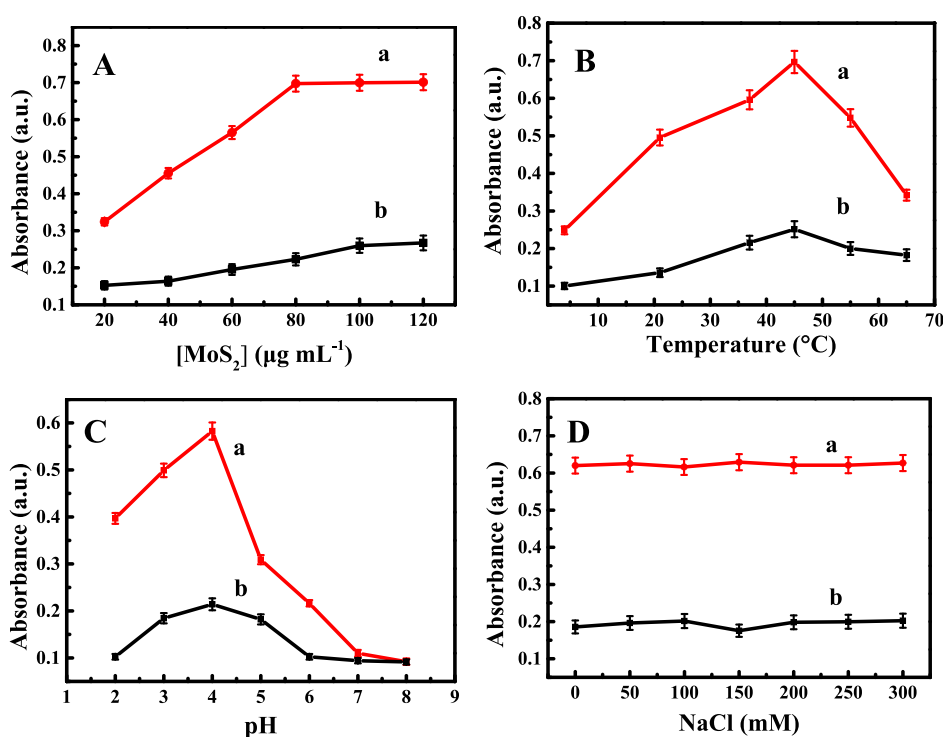 A
a
b
0.8
0.7
0.6
0.5
0.4
0.3
0.2
0.1
Absorbance (a.u.)
20 40 60 80 100 120
[MoS₂] (μg mL⁻¹)
B
a
b
0.8
0.7
0.6
0.5
0.4
0.3
0.2
0.1
Absorbance (a.u.)
10 20 30 40 50 60 70
Temperature (°C)
C
a
b
0.6
0.5
0.4
0.3
0.2
0.1
Absorbance (a.u.)
1 2 3 4 5 6 7 8 9
pH
D
a
b
0.8
0.7
0.6
0.5
0.4
0.3
0.2
0.1
Absorbance (a.u.)
0 50 100 150 200 250 300
NaCl (mM)